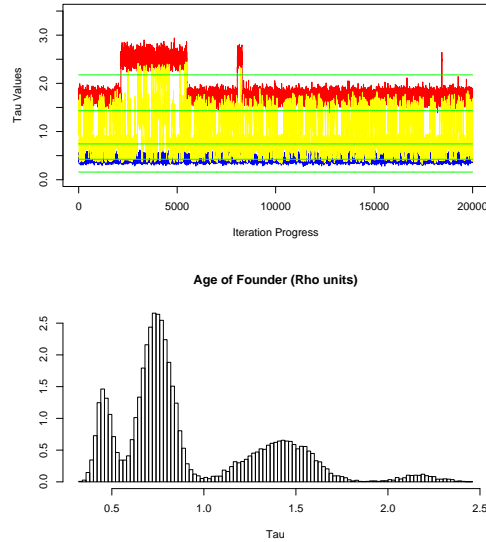 Tau Values
3.0
2.0
1.0
0.0
0 5000 10000 15000 20000
Iteration Progress
Age of Founder (Rho units)
2.5
2.0
1.5
1.0
0.5
0.0
0.5 1.0 1.5 2.0 2.5
Tau